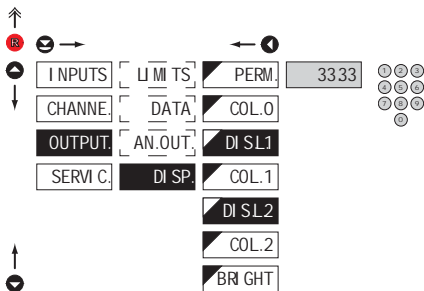 R
INPUTS LIMITS PERM. 3333 1 2 3
4 5 6
CHANNE. DATA COL.0 7 8 9
0
OUTPUT. AN.OUT. DISL.1
SERVIC. DISP. COL.1
DISL.2
COL.2
BRIGHT